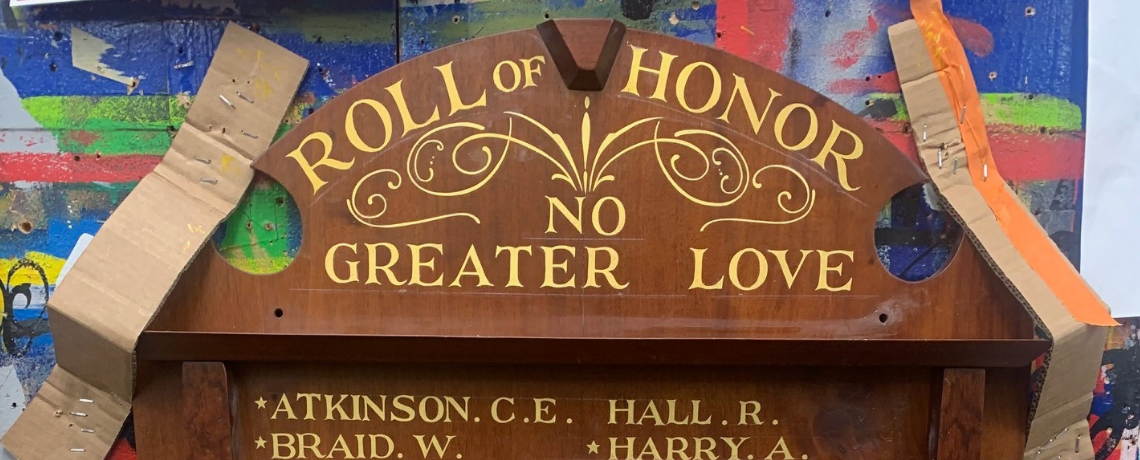 ROLL OF HONOR
NO
GREATER LOVE
★ATKINSON. C.E. HALL. R.
★BRAID. W. ★HARRY. A.